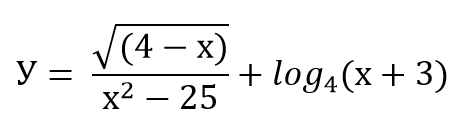 y = √(4 − x) / x² − 25 + log₄(x + 3)